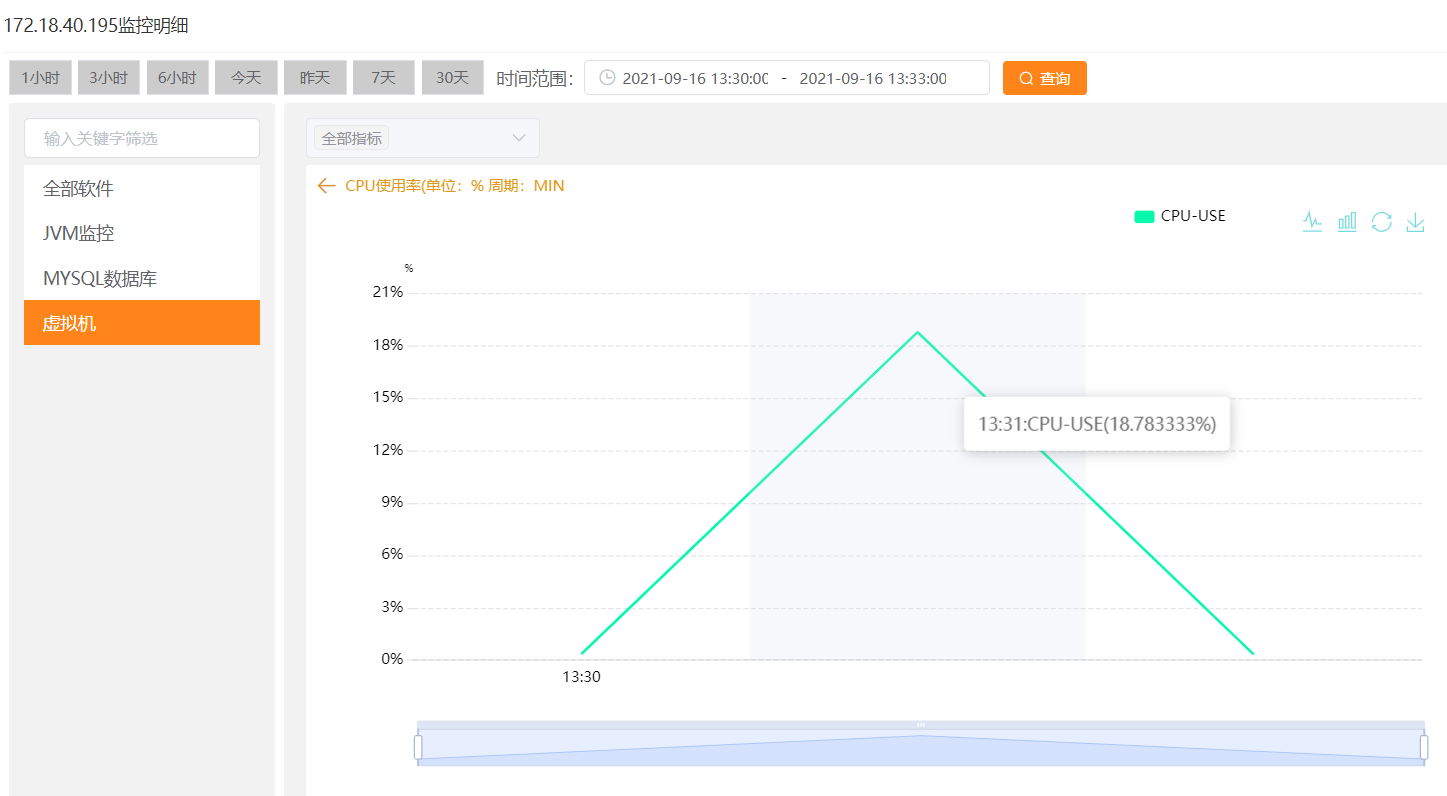 172.18.40.195监控明细
1小时 3小时 6小时 今天 昨天 7天 30天 时间范围： 2021-09-16 13:30:00 - 2021-09-16 13:33:00 查询
输入关键字筛选
全部软件
JVM监控
MYSQL数据库
虚拟机
全部指标
CPU使用率(单位：% 周期：MIN
CPU-USE
%
21%
18%
15%
12%
9%
6%
3%
0%
13:31:CPU-USE(18.783333%)
13:30